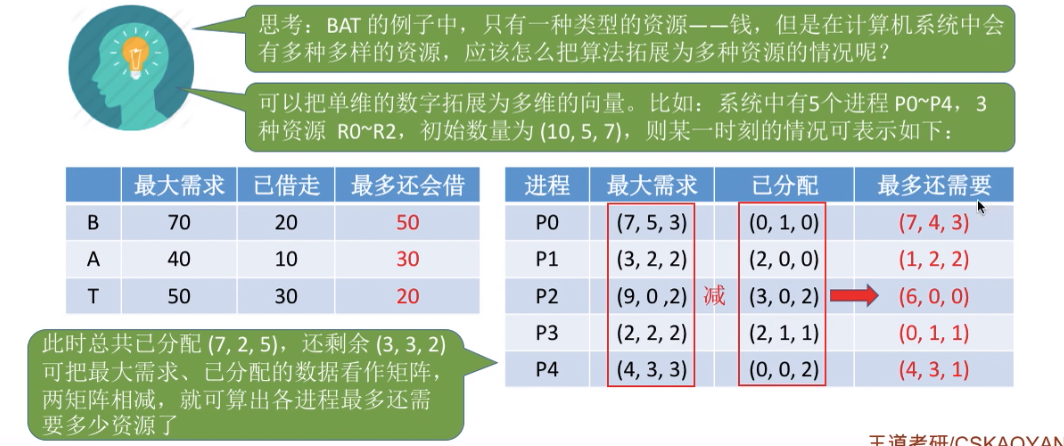 思考：BAT 的例子中，只有一种类型的资源——钱，但是在计算机系统中会
有多种多样的资源，应该怎么把算法拓展为多种资源的情况呢？
可以把单维的数字拓展为多维的向量。比如：系统中有5个进程 P0~P4，3
种资源 R0~R2，初始数量为 (10, 5, 7)，则某一时刻的情况可表示如下：
最大需求 已借走 最多还会借
B 70 20 50
A 40 10 30
T 50 30 20
进程 最大需求 已分配 最多还需要
P0 (7, 5, 3) (0, 1, 0) (7, 4, 3)
P1 (3, 2, 2) (2, 0, 0) (1, 2, 2)
P2 (9, 0 ,2) 减 (3, 0, 2) (6, 0, 0)
P3 (2, 2, 2) (2, 1, 1) (0, 1, 1)
P4 (4, 3, 3) (0, 0, 2) (4, 3, 1)
此时总共已分配 (7, 2, 5)，还剩余 (3, 3, 2)
可把最大需求、已分配的数据看作矩阵，
两矩阵相减，就可算出各进程最多还需
要多少资源了
王道考研/CSKAOYAN